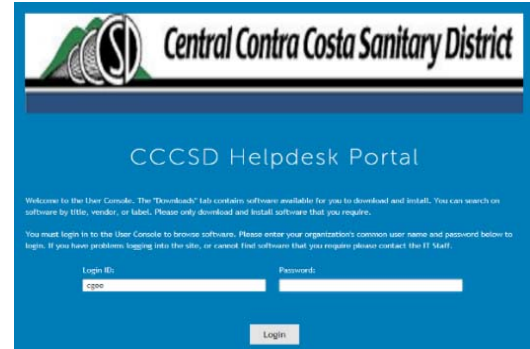 CCCSD Central Contra Costa Sanitary District
CCCSD Helpdesk Portal
Welcome to the User Console. The "Downloads" tab contains software available for you to download and install. You can search on
software by title, vendor, or label. Please only download and install software that you require.
You must login in to the User Console to browse software. Please enter your organization's common user name and password below to
login. If you have problems logging into the site, or cannot find software that you require please contact the IT Staff.
Login ID: Password:
cgee
Login